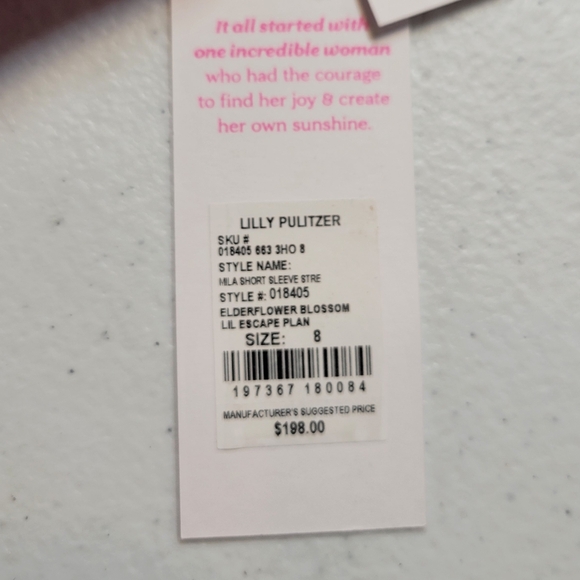 It all started with
one incredible woman
who had the courage
to find her joy & create
her own sunshine.
LILLY PULITZER
SKU #
018405 663 3HO 8
STYLE NAME:
MILA SHORT SLEEVE STRE
STYLE #: 018405
ELDERFLOWER BLOSSOM
LIL ESCAPE PLAN
SIZE: 8
197367 180084
MANUFACTURER'S SUGGESTED PRICE
$198.00